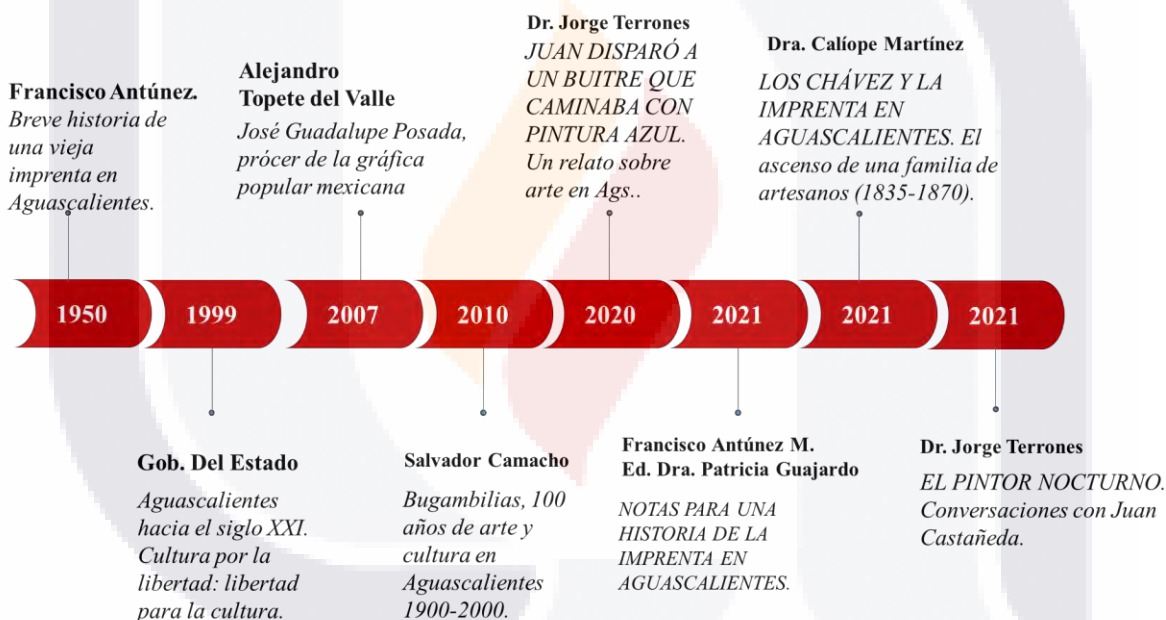 Francisco Antúnez.
Breve historia de
una vieja
imprenta en
Aguascalientes.
Alejandro
Topete del Valle
José Guadalupe Posada,
prócer de la gráfica
popular mexicana
Dr. Jorge Terrones
JUAN DISPARÓ A
UN BUITRE QUE
CAMINABA CON
PINTURA AZUL.
Un relato sobre
arte en Ags..
Dra. Calíope Martínez
LOS CHÁVEZ Y LA
IMPRENTA EN
AGUASCALIENTES. El
ascenso de una familia de
artesanos (1835-1870).
1950
1999
2007
2010
2020
2021
2021
2021
Gob. Del Estado
Aguascalientes
hacia el siglo XXI.
Cultura por la
libertad: libertad
para la cultura.
Salvador Camacho
Bugambilias, 100
años de arte y
cultura en
Aguascalientes
1900-2000.
Francisco Antúnez M.
Ed. Dra. Patricia Guajardo
NOTAS PARA UNA
HISTORIA DE LA
IMPRENTA EN
AGUASCALIENTES.
Dr. Jorge Terrones
EL PINTOR NOCTURNO.
Conversaciones con Juan
Castañeda.